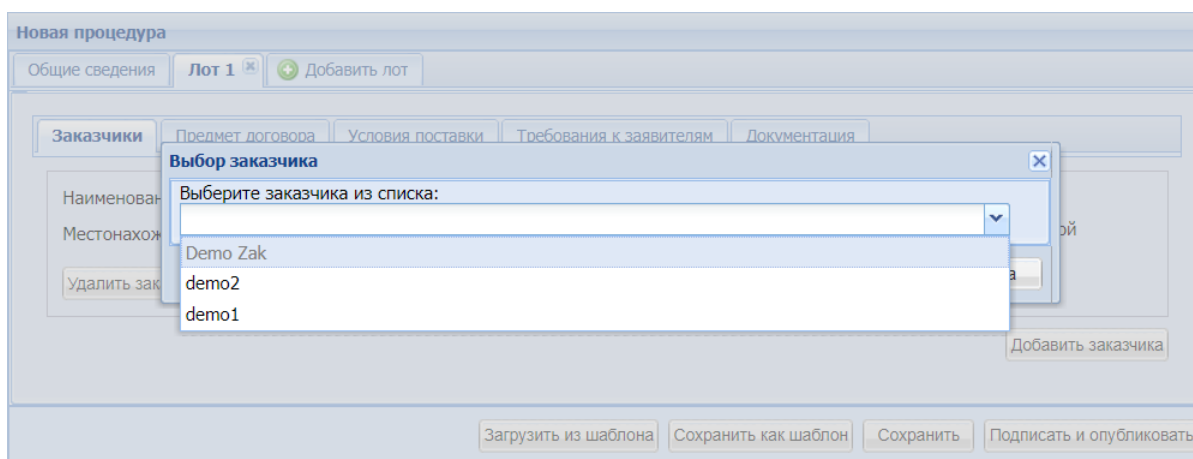 Новая процедура
Общие сведения Лот 1 Добавить лот
Заказчики Предмет договора Условия поставки Требования к заявителям Документация
Выбор заказчика
Выберите заказчика из списка:
Demo Zak
demo2
demo1
Добавить заказчика
Загрузить из шаблона Сохранить как шаблон Сохранить Подписать и опубликовать